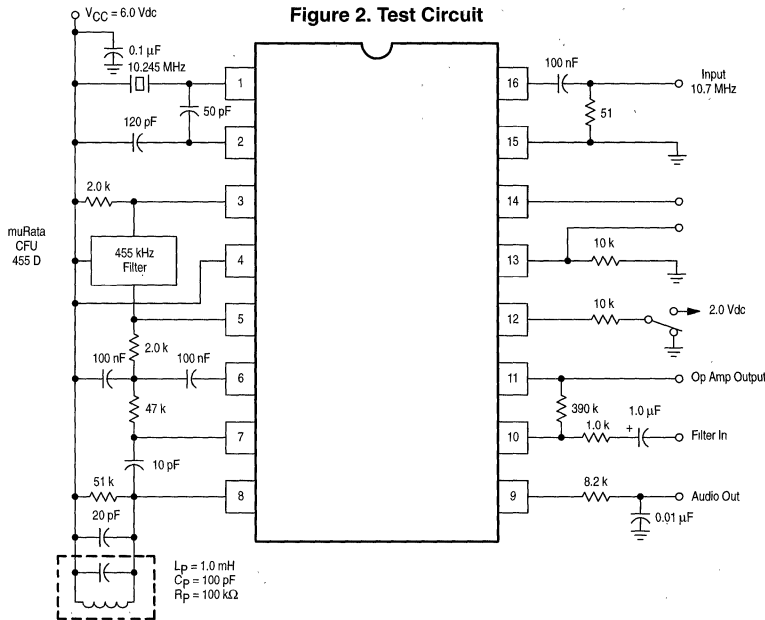 Figure 2. Test Circuit
VCC = 6.0 Vdc
0.1 µF
10.245 MHz
50 pF
120 pF
2.0 k
muRata
CFU
455 D
455 kHz
Filter
2.0 k
100 nF
100 nF
47 k
10 pF
51 k
20 pF
LP = 1.0 mH
CP = 100 pF
RP = 100 kΩ
1
2
3
4
5
6
7
8
16
15
14
13
12
11
10
9
100 nF
Input
10.7 MHz
51
10 k
10 k
2.0 Vdc
Op Amp Output
390 k
1.0 k
1.0 µF
+
Filter In
8.2 k
Audio Out
0.01 µF